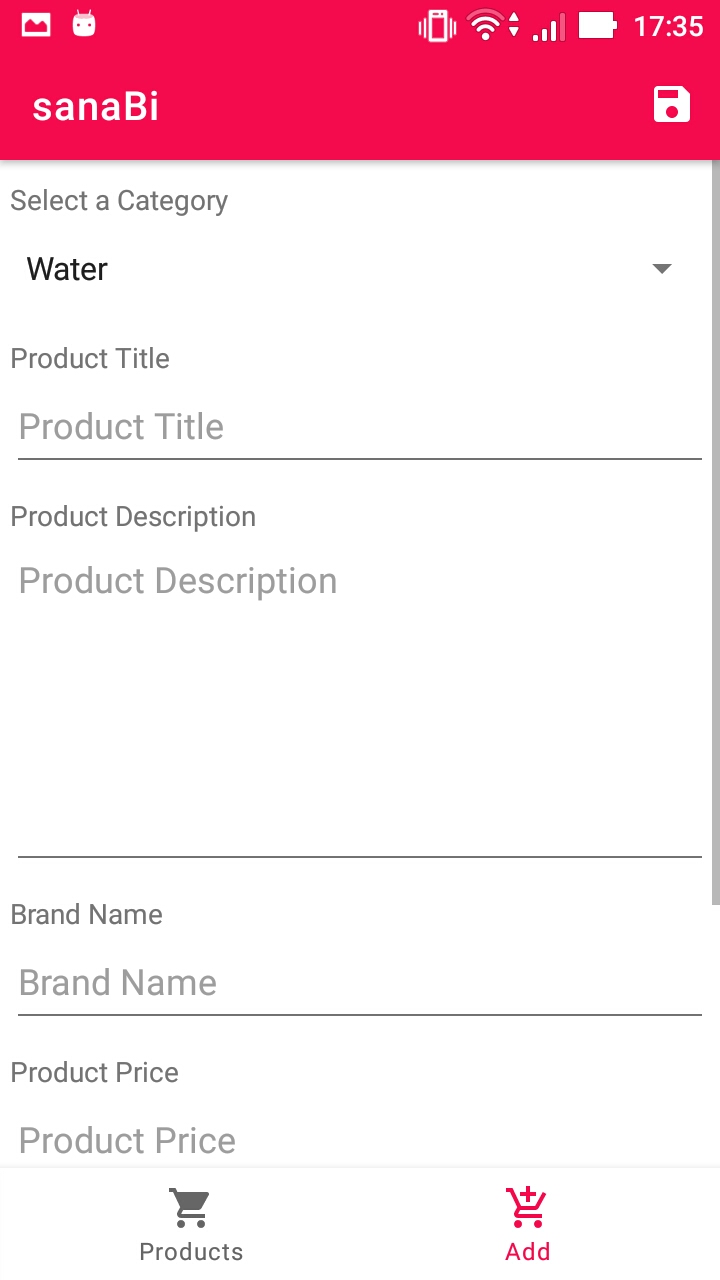 17:35
sanaBi
Select a Category
Water
Product Title
Product Title
Product Description
Product Description
Brand Name
Brand Name
Product Price
Product Price
Products
Add